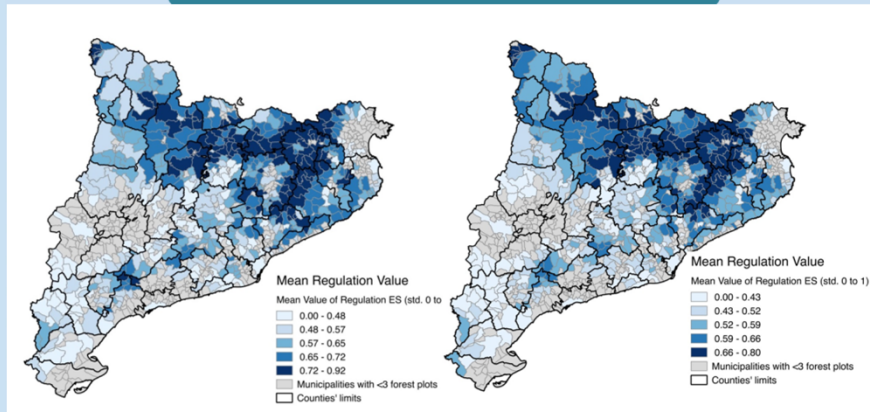 Mean Regulation Value
Mean Value of Regulation ES (std. 0 to
0.00 - 0.48
0.48 - 0.57
0.57 - 0.65
0.65 - 0.72
0.72 - 0.92
Municipalities with <3 forest plots
Counties' limits
Mean Regulation Value
Mean Value of Regulation ES (std. 0 to 1)
0.00 - 0.43
0.43 - 0.52
0.52 - 0.59
0.59 - 0.66
0.66 - 0.80
Municipalities with <3 forest plots
Counties' limits